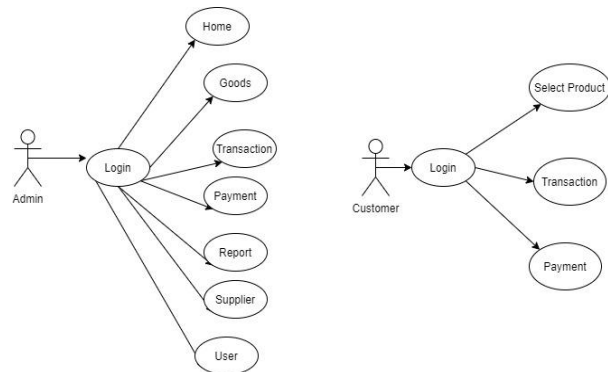 Home
Goods
Transaction
Payment
Report
Supplier
User
Login
Admin
Select Product
Transaction
Payment
Login
Customer